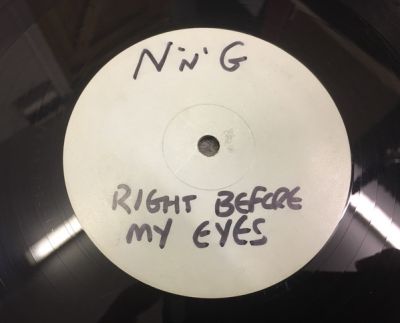 N'N' G
RIGHT BEFORE
MY EYES